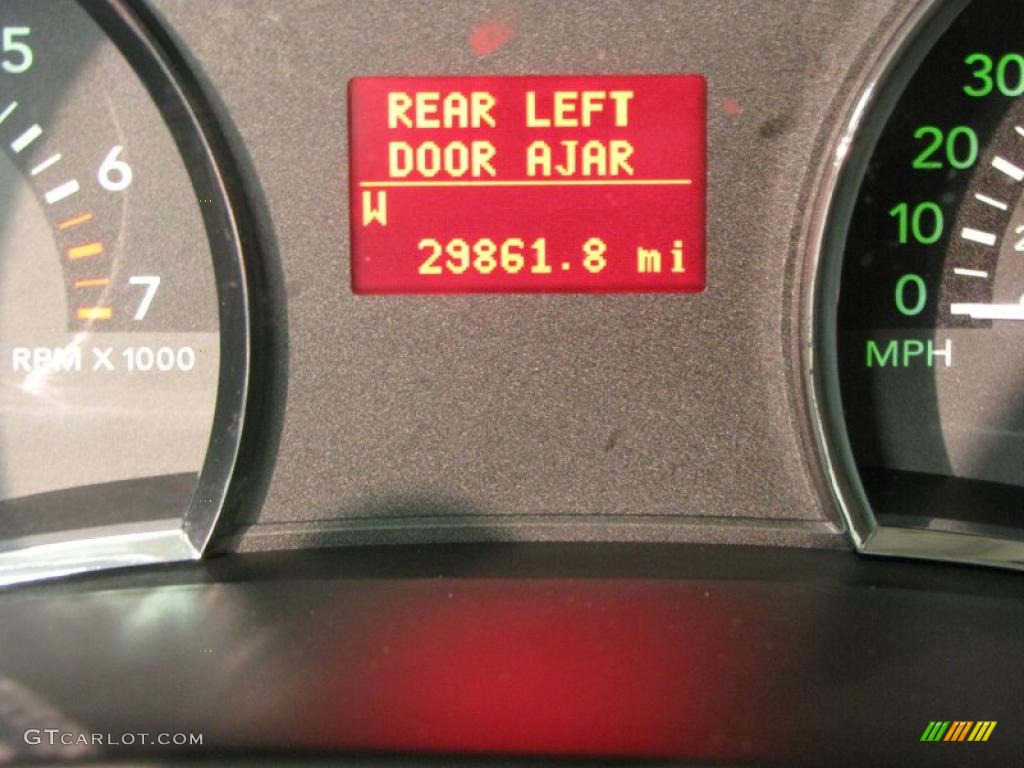 5
6
7
RPM X 1000
REAR LEFT
DOOR AJAR
W
29861.8 mi
30
20
10
0
MPH
GTCARLOT.COM